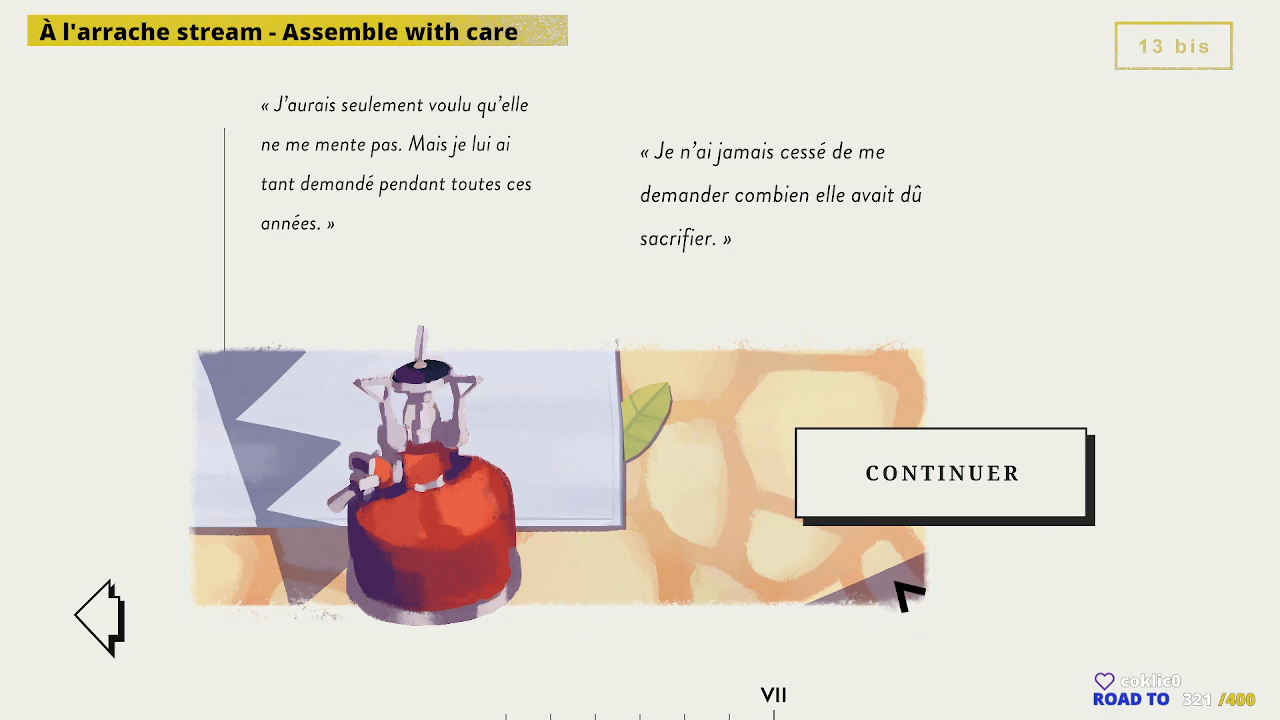 À l'arrache stream - Assemble with care
13 bis
« J'aurais seulement voulu qu'elle
ne me mente pas. Mais je lui ai
tant demandé pendant toutes ces
années. »
« Je n'ai jamais cessé de me
demander combien elle avait dû
sacrifier. »
CONTINUER
VII
coklic0
ROAD TO 321 /400